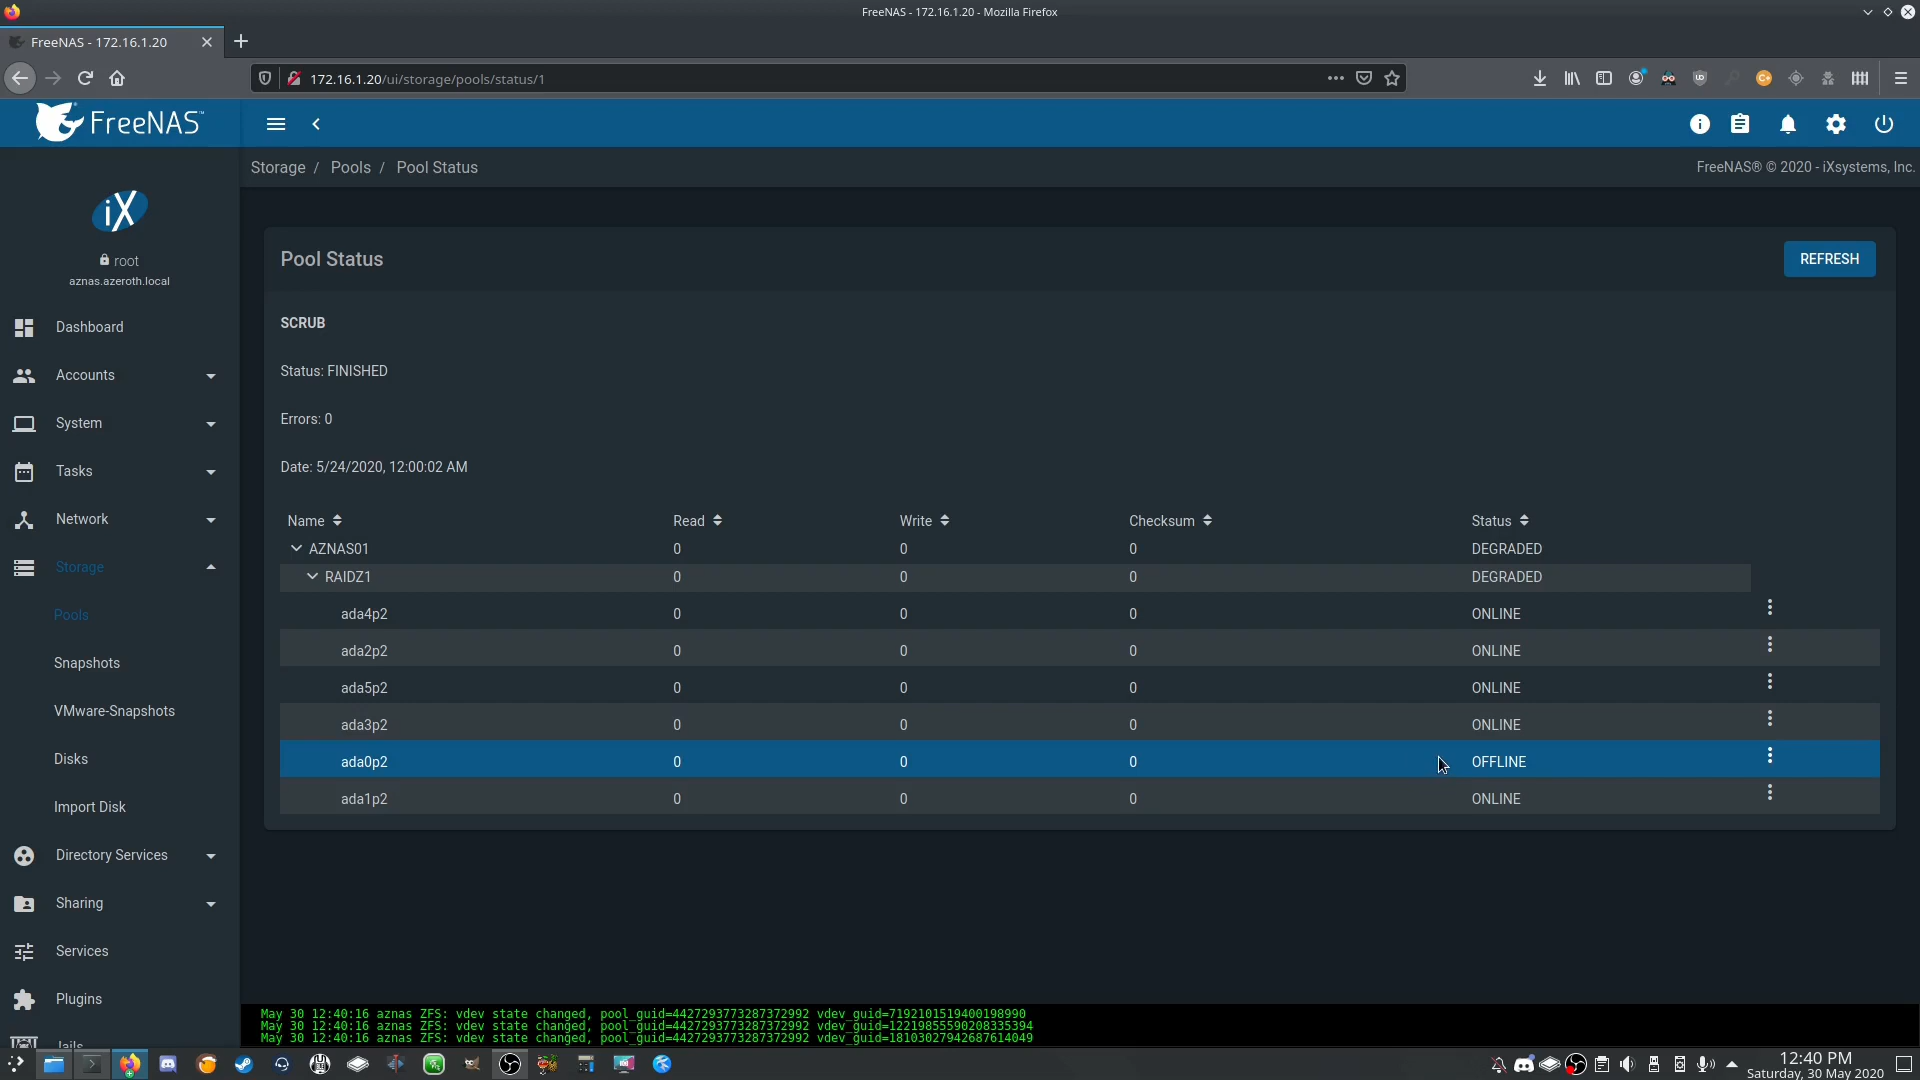 FreeNAS - 172.16.1.20 - Mozilla Firefox
FreeNAS - 172.16.1.20
172.16.1.20/ui/storage/pools/status/1
FreeNAS™
Storage / Pools / Pool Status
FreeNAS® © 2020 - iXsystems, Inc.
iX
root
aznas.azeroth.local
Dashboard
Accounts
System
Tasks
Network
Storage
Pools
Snapshots
VMware-Snapshots
Disks
Import Disk
Directory Services
Sharing
Services
Plugins
Jails
Pool Status
REFRESH
SCRUB
Status: FINISHED
Errors: 0
Date: 5/24/2020, 12:00:02 AM
Name Read Write Checksum Status
AZNAS01 0 0 0 DEGRADED
RAIDZ1 0 0 0 DEGRADED
ada4p2 0 0 0 ONLINE
ada2p2 0 0 0 ONLINE
ada5p2 0 0 0 ONLINE
ada3p2 0 0 0 ONLINE
ada0p2 0 0 0 OFFLINE
ada1p2 0 0 0 ONLINE
May 30 12:40:16 aznas ZFS: vdev state changed, pool_guid=4427293773287372992 vdev_guid=7192101519400198990
May 30 12:40:16 aznas ZFS: vdev state changed, pool_guid=4427293773287372992 vdev_guid=12219855590208335394
May 30 12:40:16 aznas ZFS: vdev state changed, pool_guid=4427293773287372992 vdev_guid=18103027942687614049
12:40 PM
Saturday, 30 May 2020